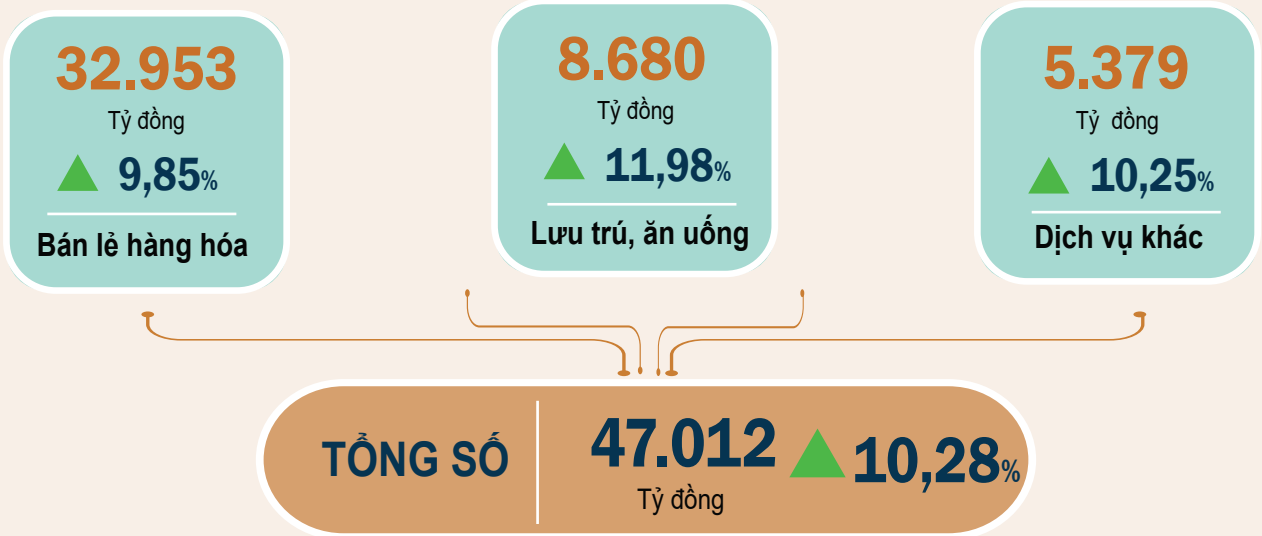 32.953
Tỷ đồng
9,85%
Bán lẻ hàng hóa
8.680
Tỷ đồng
11,98%
Lưu trú, ăn uống
5.379
Tỷ đồng
10,25%
Dịch vụ khác
TỔNG SỐ
47.012
Tỷ đồng
10,28%